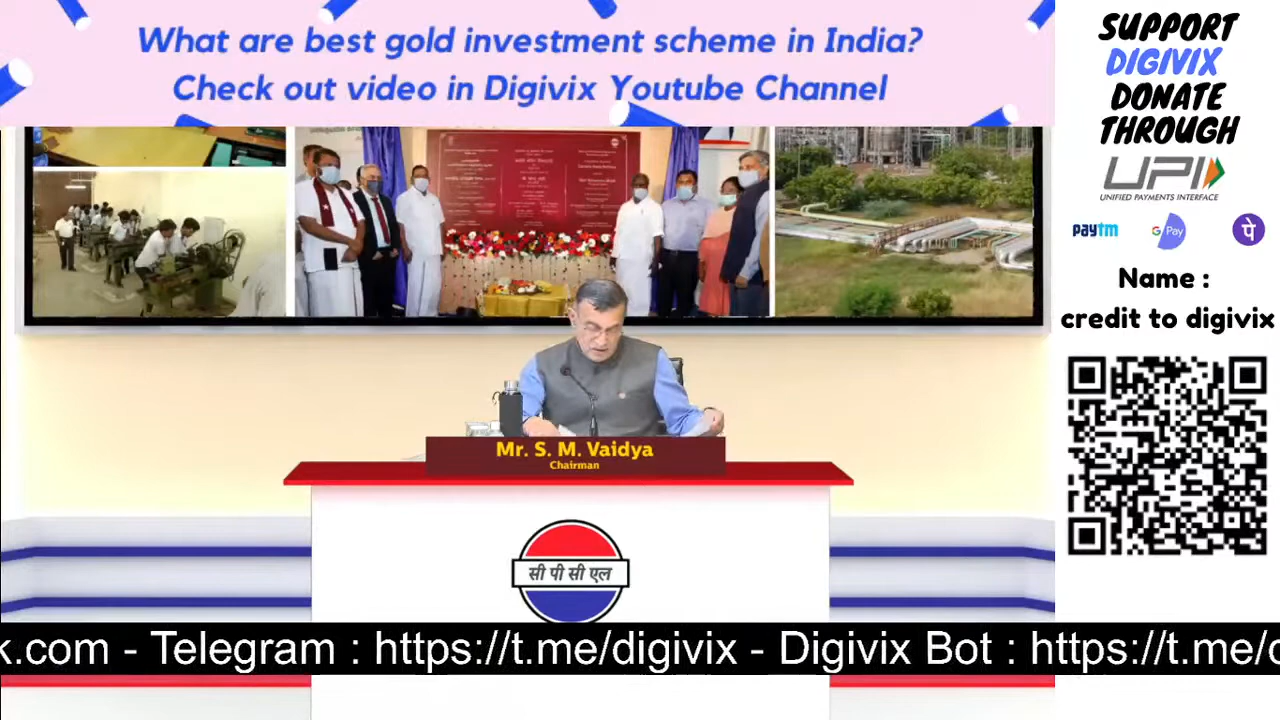 What are best gold investment scheme in India?
Check out video in Digivix Youtube Channel
SUPPORT
DIGIVIX
DONATE
THROUGH
UPI
UNIFIED PAYMENTS INTERFACE
paytm
G Pay
पे
Name :
credit to digivix
Mr. S. M. Vaidya
Chairman
सी पी सी एल
k.com - Telegram : https://t.me/digivix - Digivix Bot : https://t.me/